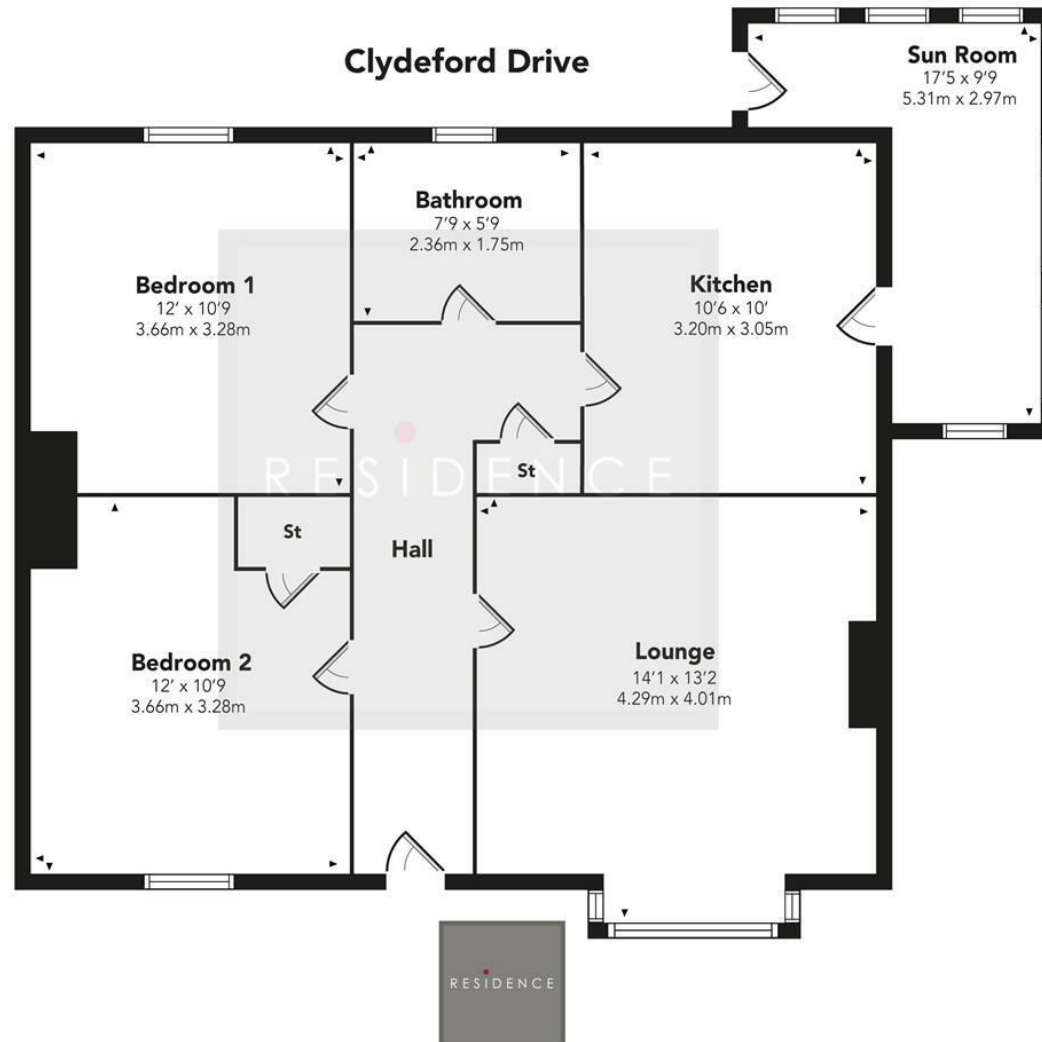 Clydeford Drive
Sun Room
17'5 x 9'9
5.31m x 2.97m
Bathroom
7'9 x 5'9
2.36m x 1.75m
Bedroom 1
12' x 10'9
3.66m x 3.28m
Kitchen
10'6 x 10'
3.20m x 3.05m
RESIDENCE
St
St
Hall
Bedroom 2
12' x 10'9
3.66m x 3.28m
Lounge
14'1 x 13'2
4.29m x 4.01m
RESIDENCE